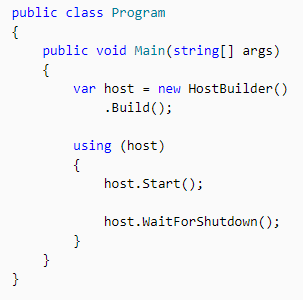 public class Program
{
    public void Main(string[] args)
    {
        var host = new HostBuilder()
            .Build();

        using (host)
        {
            host.Start();

            host.WaitForShutdown();
        }
    }
}